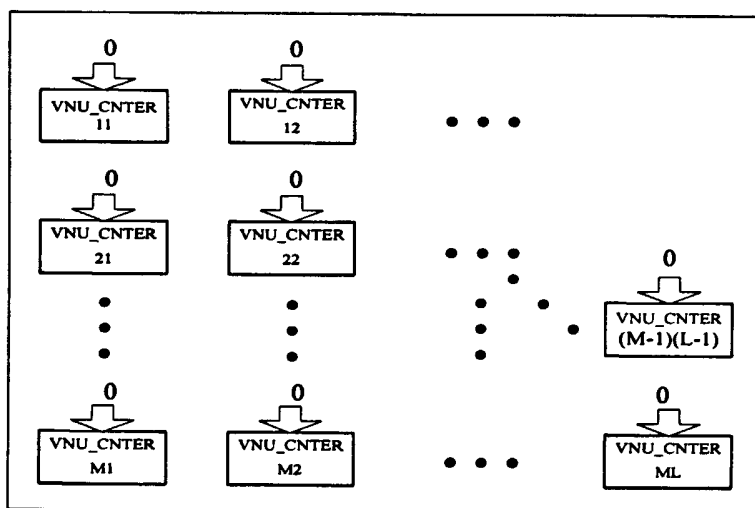 0 0
VNU_CNTER VNU_CNTER
11 12
0 0
VNU_CNTER VNU_CNTER
21 22
0
VNU_CNTER
(M-1)(L-1)
0 0 0
VNU_CNTER VNU_CNTER VNU_CNTER
M1 M2 ML